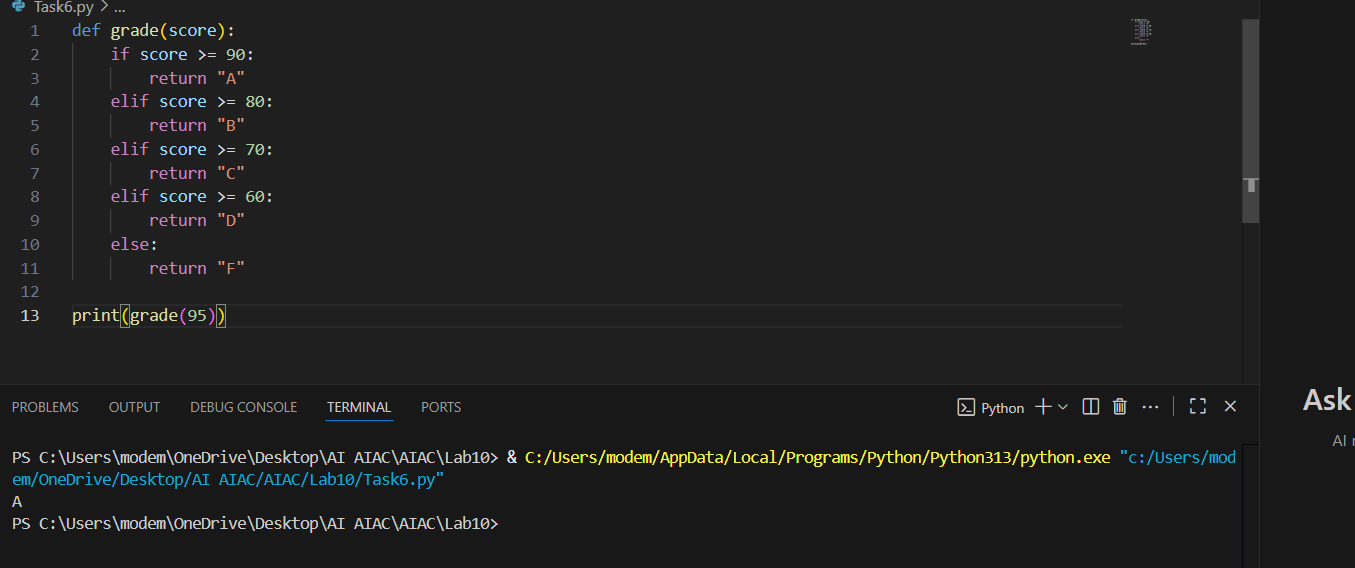 Task6.py > ...
1 def grade(score):
2     if score >= 90:
3         return "A"
4     elif score >= 80:
5         return "B"
6     elif score >= 70:
7         return "C"
8     elif score >= 60:
9         return "D"
10     else:
11         return "F"
12
13 print(grade(95))
Ask
AI
PROBLEMS OUTPUT DEBUG CONSOLE TERMINAL PORTS Python
PS C:\Users\modem\OneDrive\Desktop\AI AIAC\AIAC\Lab10> & C:/Users/modem/AppData/Local/Programs/Python/Python313/python.exe "c:/Users/mod
em/OneDrive/Desktop/AI AIAC/AIAC/Lab10/Task6.py"
A
PS C:\Users\modem\OneDrive\Desktop\AI AIAC\AIAC\Lab10>